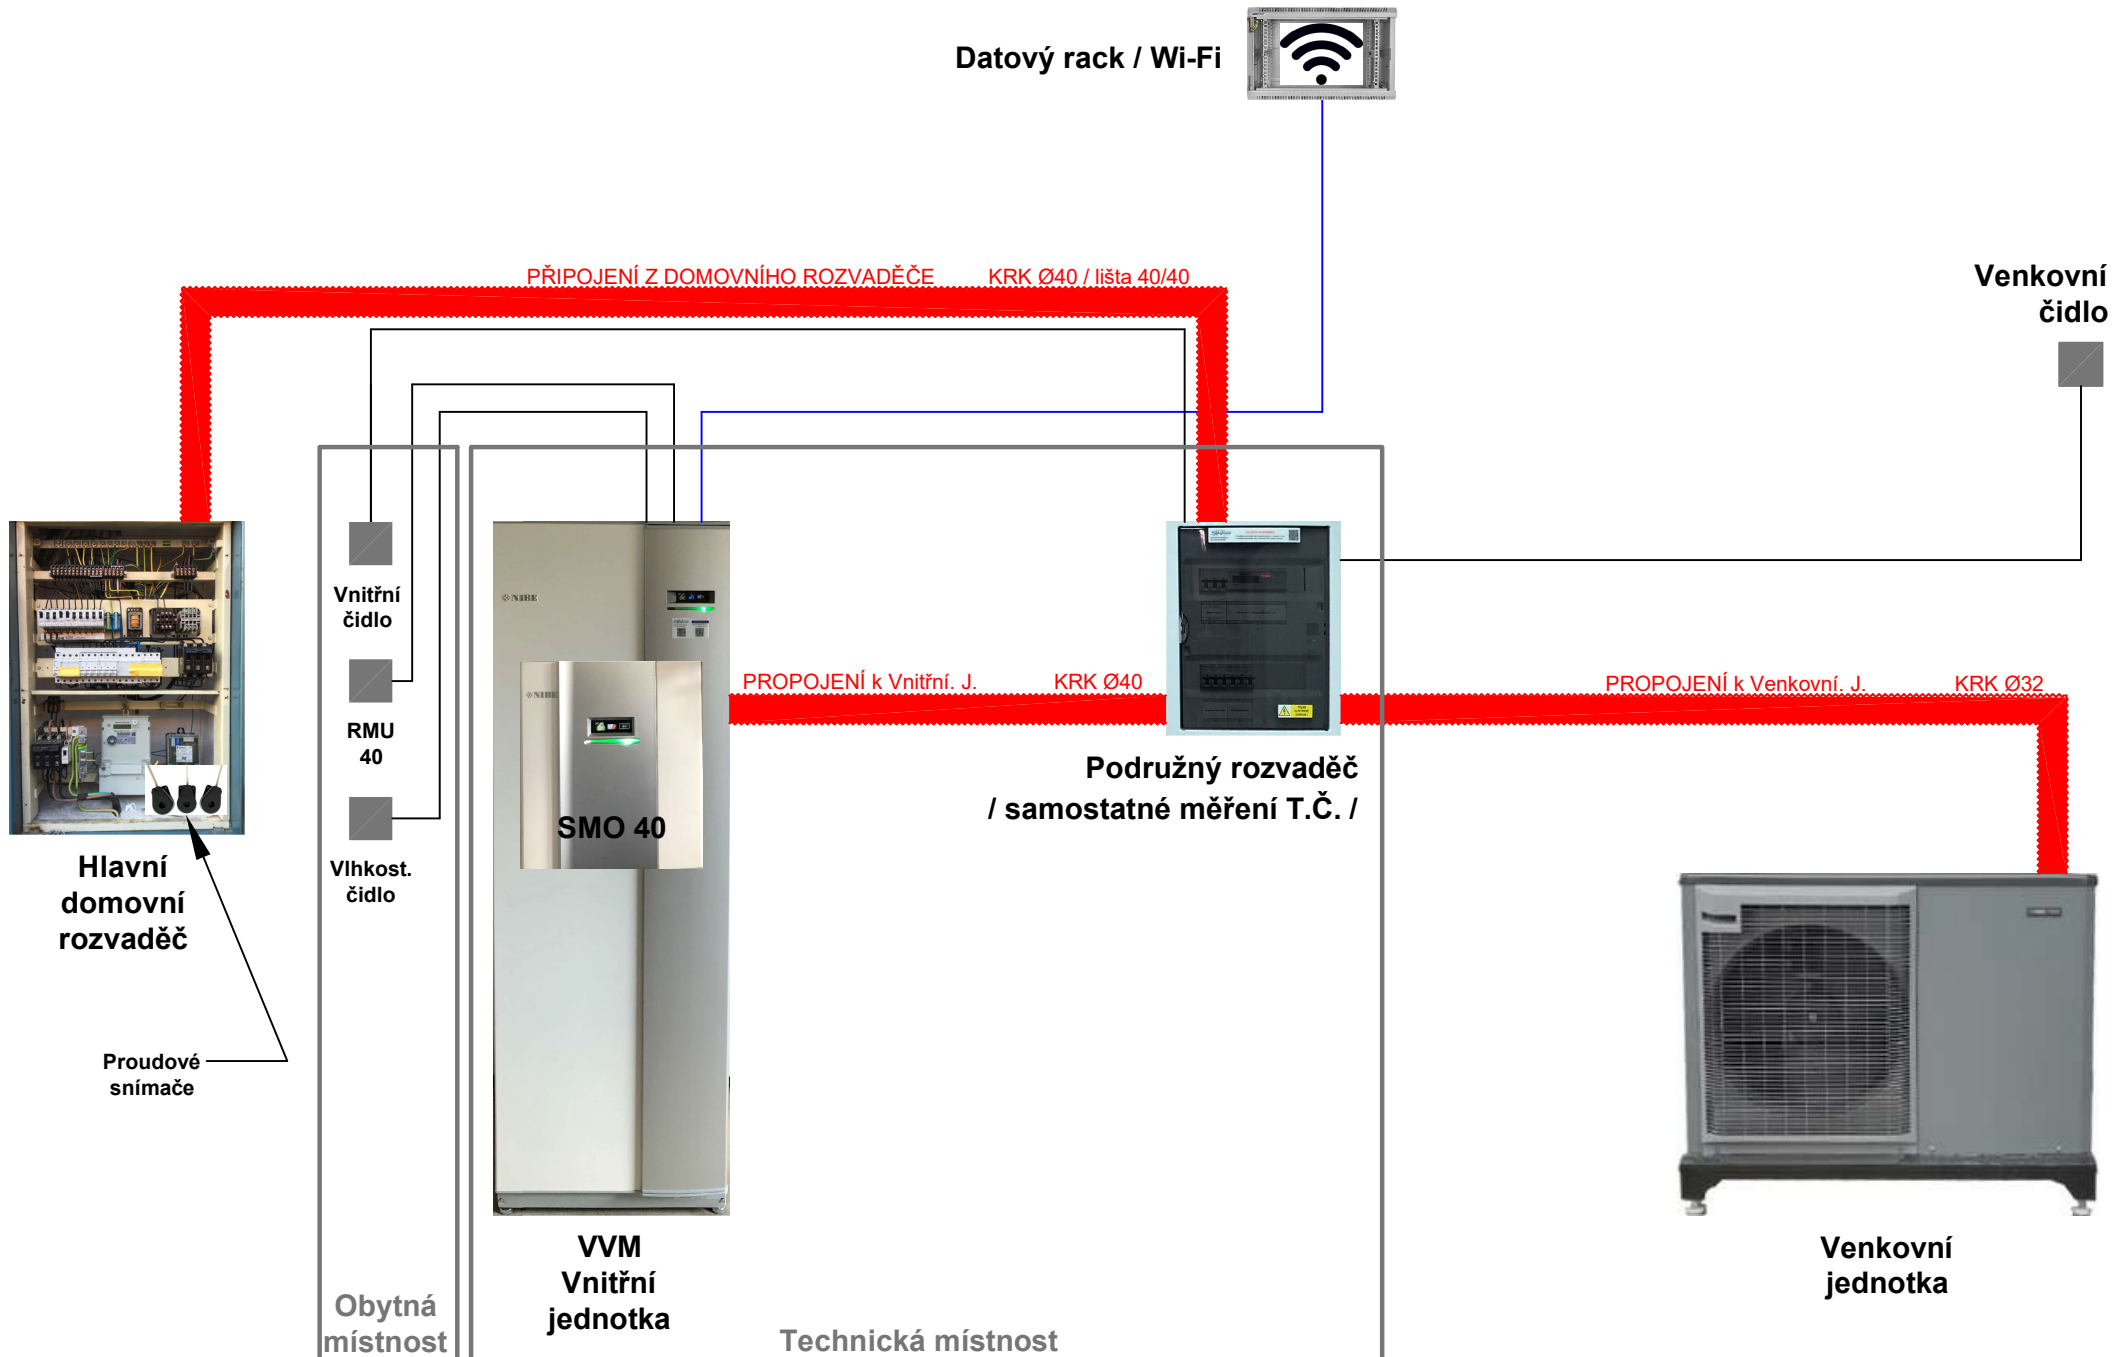 Datový rack / Wi-Fi
PŘIPOJENÍ Z DOMOVNÍHO ROZVADĚČE KRK Ø40 / lišta 40/40
Venkovní
čidlo
Vnitřní
čidlo
RMU
40
Vlhkost.
čidlo
NIBE
NIBE
SMO 40
PROPOJENÍ k Vnitřní. J. KRK Ø40
PROPOJENÍ k Venkovní. J. KRK Ø32
Podružný rozvaděč
/ samostatné měření T.Č. /
Hlavní
domovní
rozvaděč
Proudové
snímače
VVM
Vnitřní
jednotka
Venkovní
jednotka
Obytná
místnost
Technická místnost